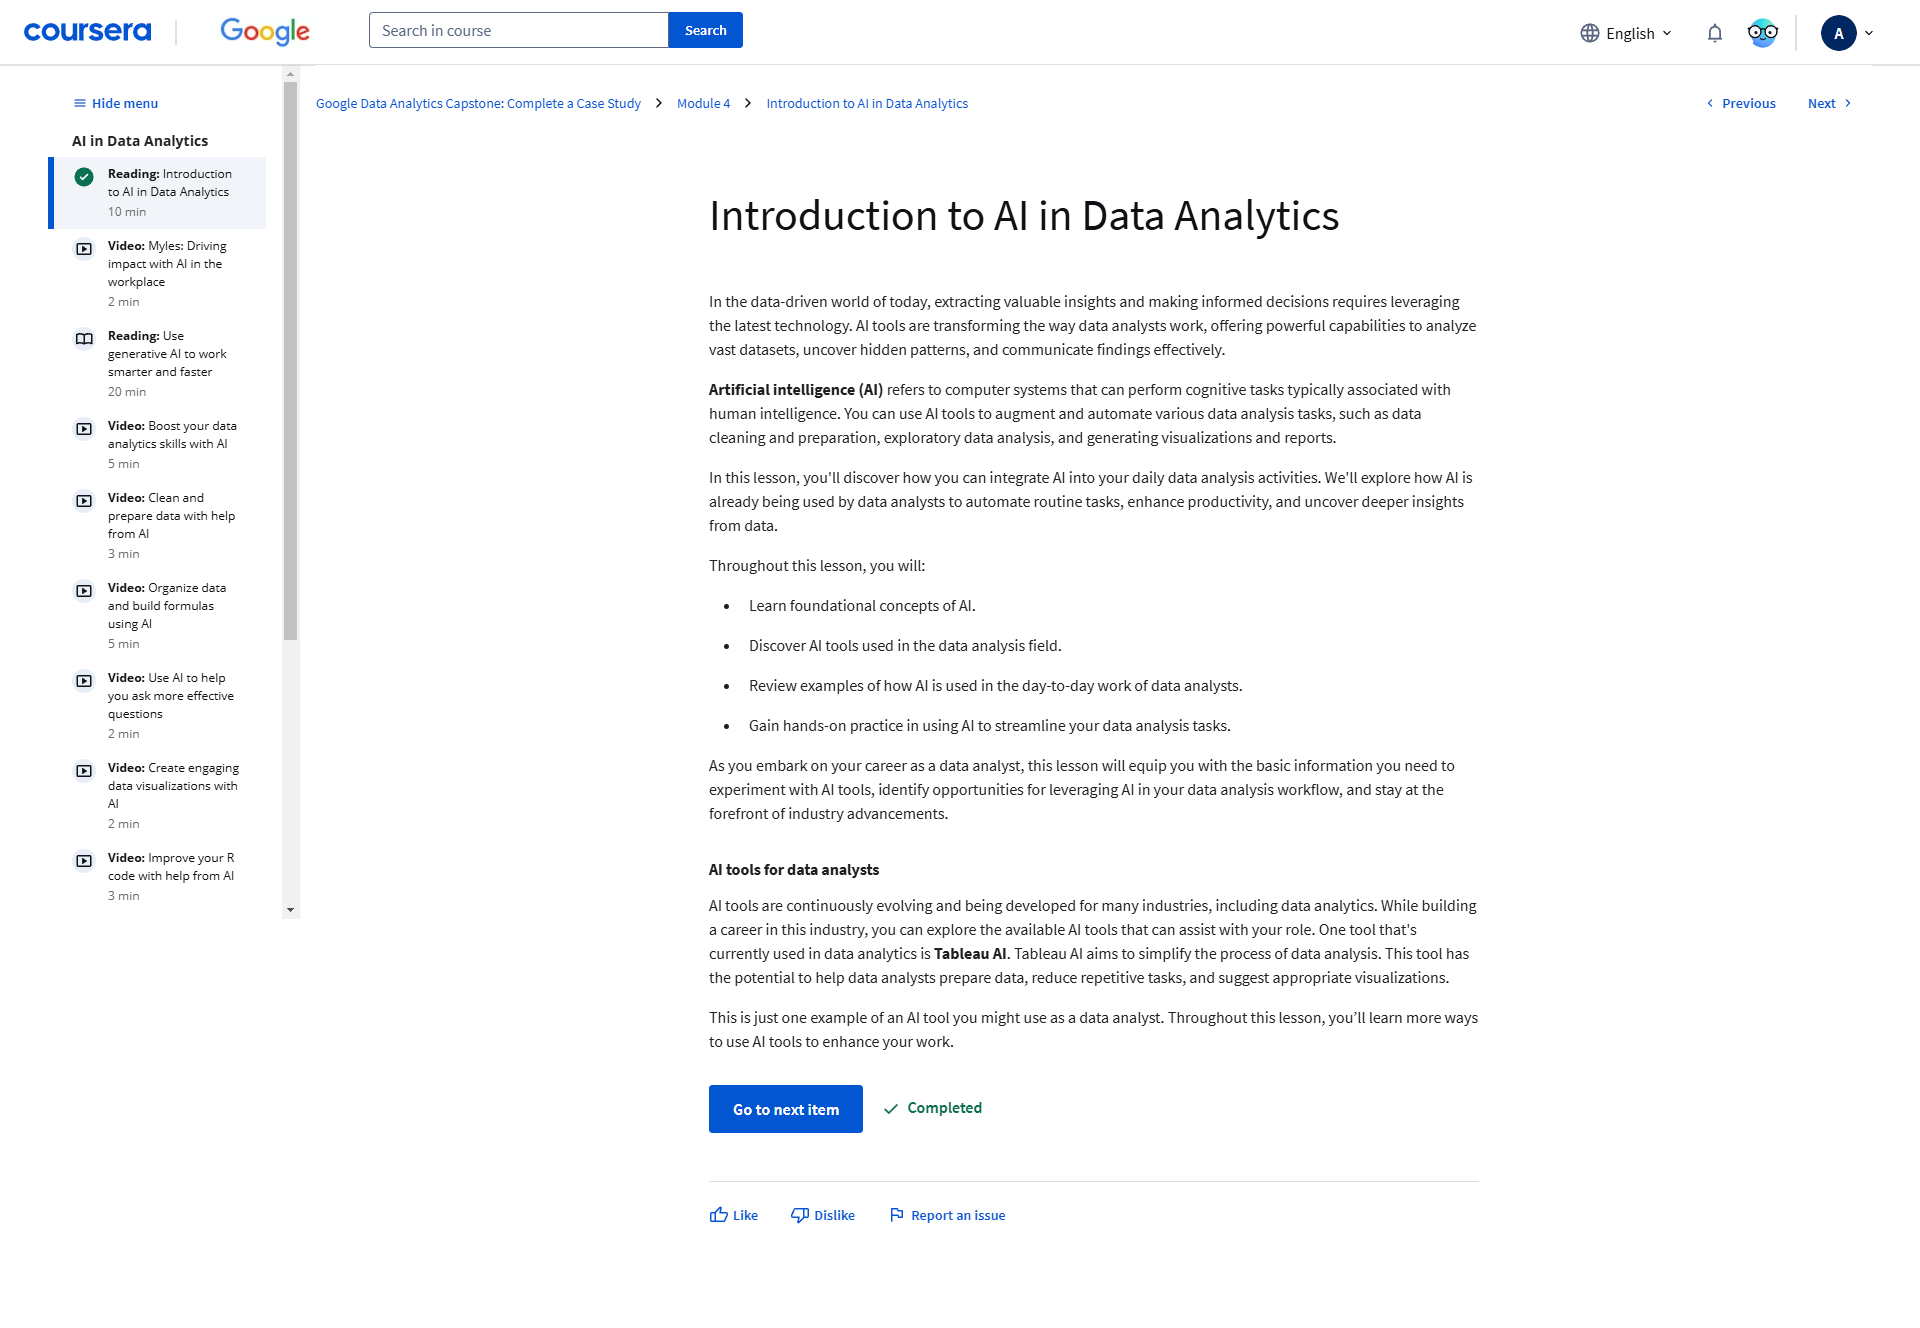 coursera
Google
Search in course
Search
English
A
Hide menu
AI in Data Analytics
Reading: Introduction
to AI in Data Analytics
10 min
Video: Myles: Driving
impact with AI in the
workplace
2 min
Reading: Use
generative AI to work
smarter and faster
20 min
Video: Boost your data
analytics skills with AI
5 min
Video: Clean and
prepare data with help
from AI
3 min
Video: Organize data
and build formulas
using AI
5 min
Video: Use AI to help
you ask more effective
questions
2 min
Video: Create engaging
data visualizations with
AI
2 min
Video: Improve your R
code with help from AI
3 min
Google Data Analytics Capstone: Complete a Case Study > Module 4 > Introduction to AI in Data Analytics
Previous
Next
Introduction to AI in Data Analytics
In the data-driven world of today, extracting valuable insights and making informed decisions requires leveraging
the latest technology. AI tools are transforming the way data analysts work, offering powerful capabilities to analyze
vast datasets, uncover hidden patterns, and communicate findings effectively.
Artificial intelligence (AI) refers to computer systems that can perform cognitive tasks typically associated with
human intelligence. You can use AI tools to augment and automate various data analysis tasks, such as data
cleaning and preparation, exploratory data analysis, and generating visualizations and reports.
In this lesson, you'll discover how you can integrate AI into your daily data analysis activities. We'll explore how AI is
already being used by data analysts to automate routine tasks, enhance productivity, and uncover deeper insights
from data.
Throughout this lesson, you will:
• Learn foundational concepts of AI.
• Discover AI tools used in the data analysis field.
• Review examples of how AI is used in the day-to-day work of data analysts.
• Gain hands-on practice in using AI to streamline your data analysis tasks.
As you embark on your career as a data analyst, this lesson will equip you with the basic information you need to
experiment with AI tools, identify opportunities for leveraging AI in your data analysis workflow, and stay at the
forefront of industry advancements.
AI tools for data analysts
AI tools are continuously evolving and being developed for many industries, including data analytics. While building
a career in this industry, you can explore the available AI tools that can assist with your role. One tool that's
currently used in data analytics is Tableau AI. Tableau AI aims to simplify the process of data analysis. This tool has
the potential to help data analysts prepare data, reduce repetitive tasks, and suggest appropriate visualizations.
This is just one example of an AI tool you might use as a data analyst. Throughout this lesson, you’ll learn more ways
to use AI tools to enhance your work.
Go to next item
Completed
Like
Dislike
Report an issue